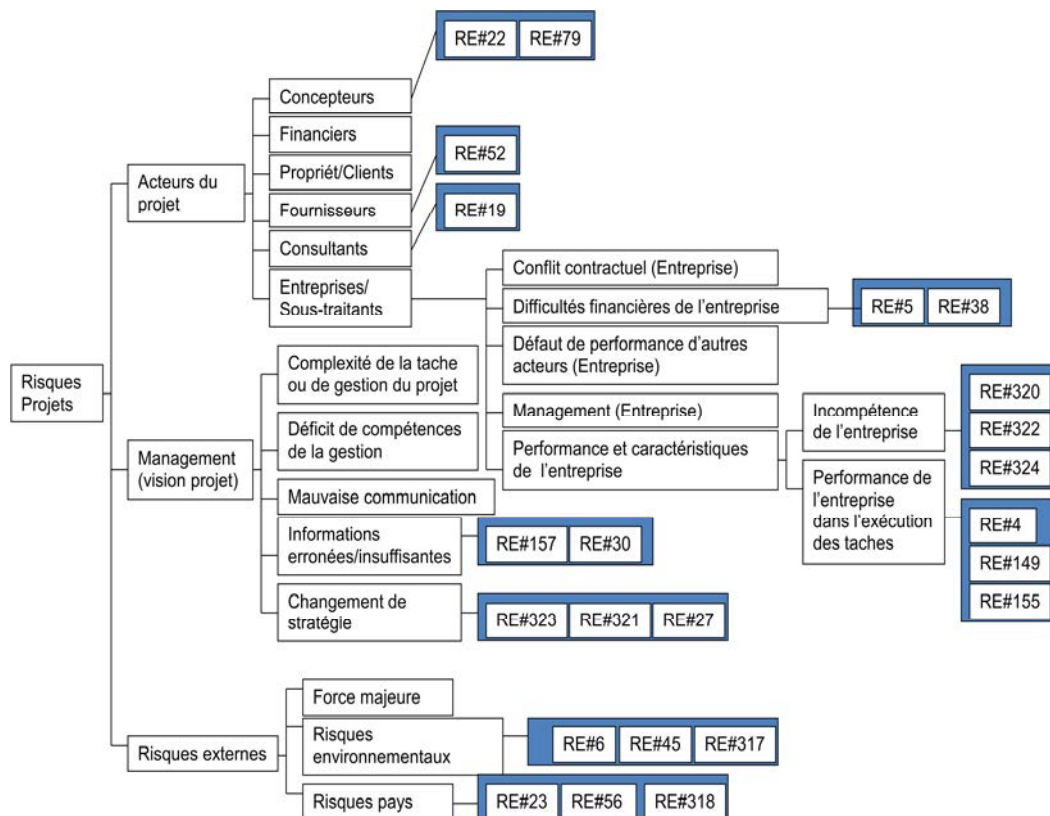 RE#22 RE#79
Concepteurs
Financiers
RE#52
Propriét/Clients
Acteurs du
projet
Fournisseurs
RE#19
Consultants
Entreprises/
Sous-traitants
Conflit contractuel (Entreprise)
Difficultés financières de l'entreprise
RE#5 RE#38
Défaut de performance d'autres
acteurs (Entreprise)
Management (Entreprise)
Performance et caractéristiques
de l'entreprise
Incompétence
de l'entreprise
RE#320
RE#322
RE#324
Performance de
l'entreprise
dans l'exécution
des taches
RE#4
RE#149
RE#155
Risques
Projets
Complexité de la tache
ou de gestion du projet
Déficit de compétences
de la gestion
Management
(vision projet)
Mauvaise communication
Informations
erronées/insuffisantes
RE#157 RE#30
Changement de
stratégie
RE#323 RE#321 RE#27
Force majeure
Risques
environnementaux
RE#6 RE#45 RE#317
Risques externes
Risques pays
RE#23 RE#56 RE#318